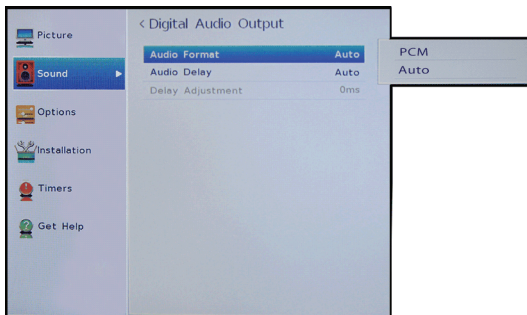 Picture
Sound
Options
Installation
Timers
Get Help
< Digital Audio Output
Audio Format Auto
Audio Delay Auto
Delay Adjustment 0ms
PCM
Auto